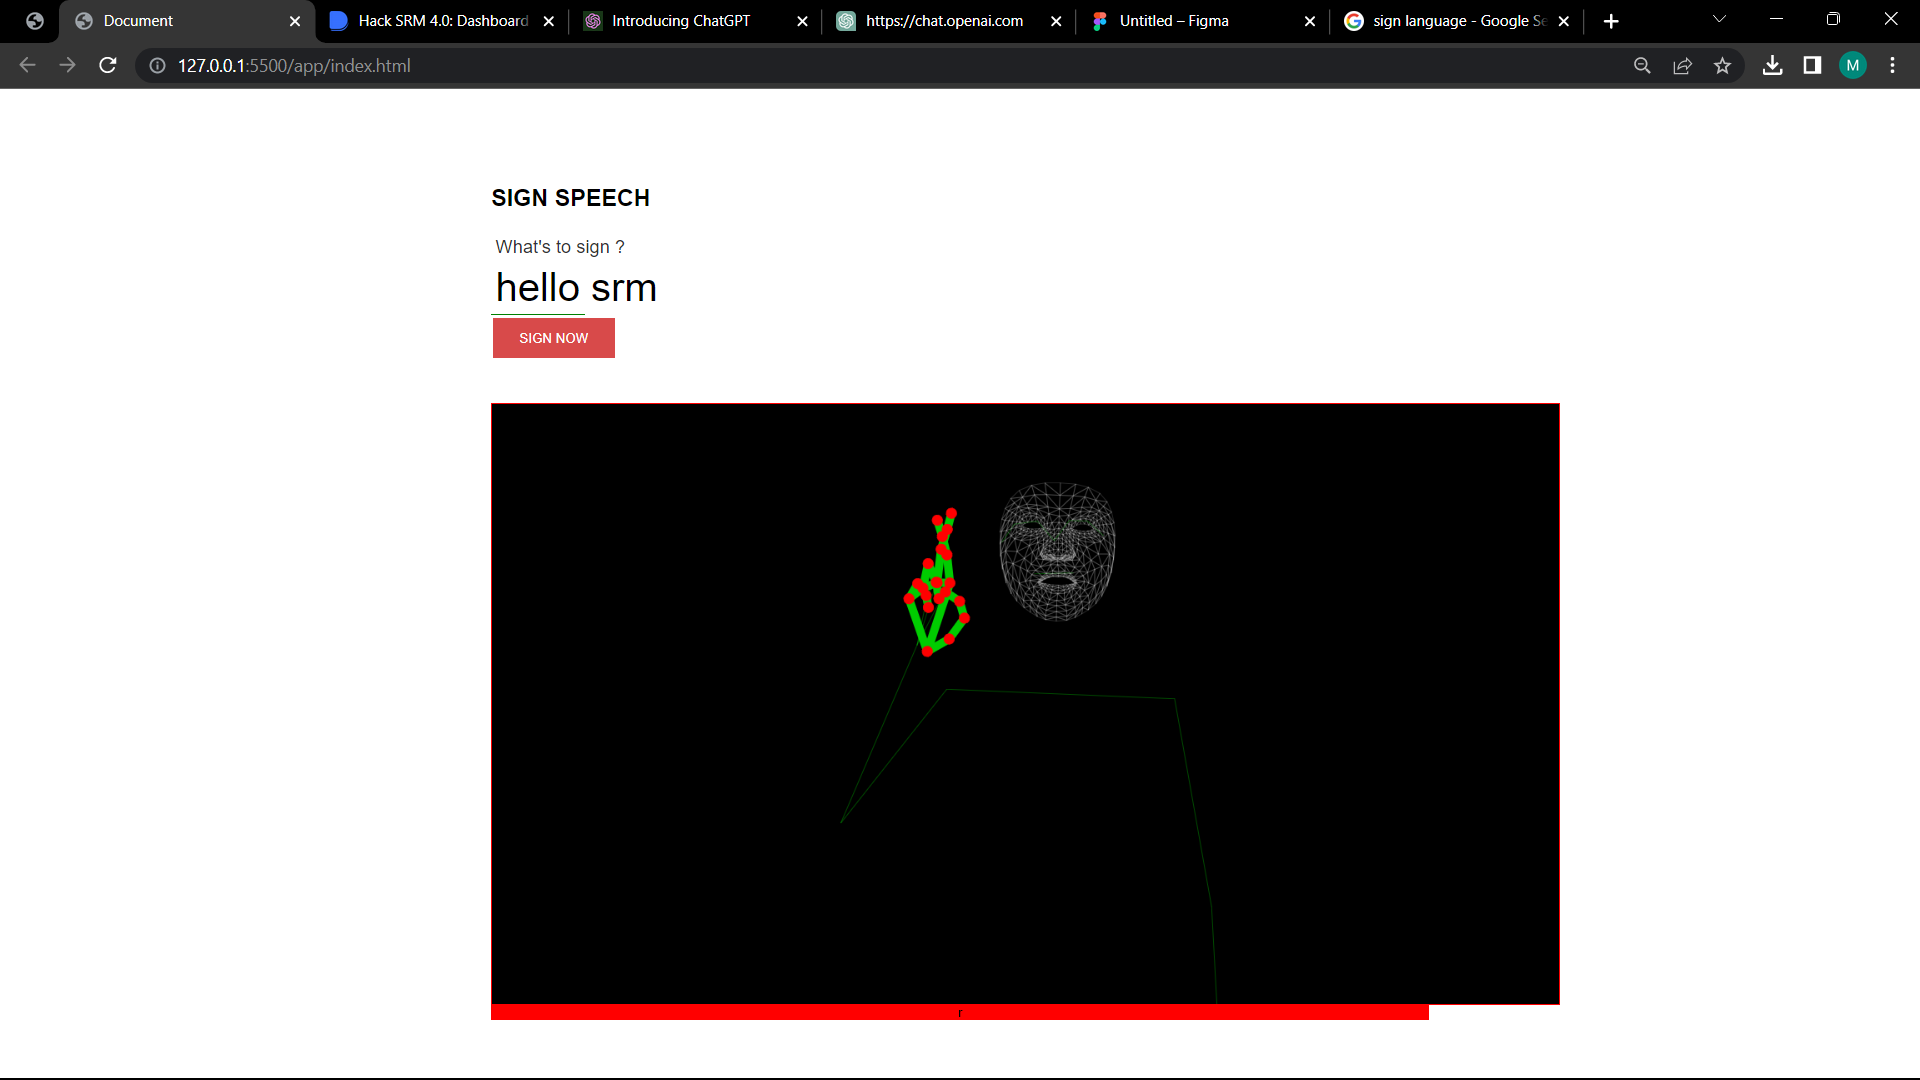 Document
Hack SRM 4.0: Dashboard
Introducing ChatGPT
https://chat.openai.com
Untitled – Figma
sign language - Google Se
127.0.0.1:5500/app/index.html
M
SIGN SPEECH
What's to sign ?
hello srm
SIGN NOW
r